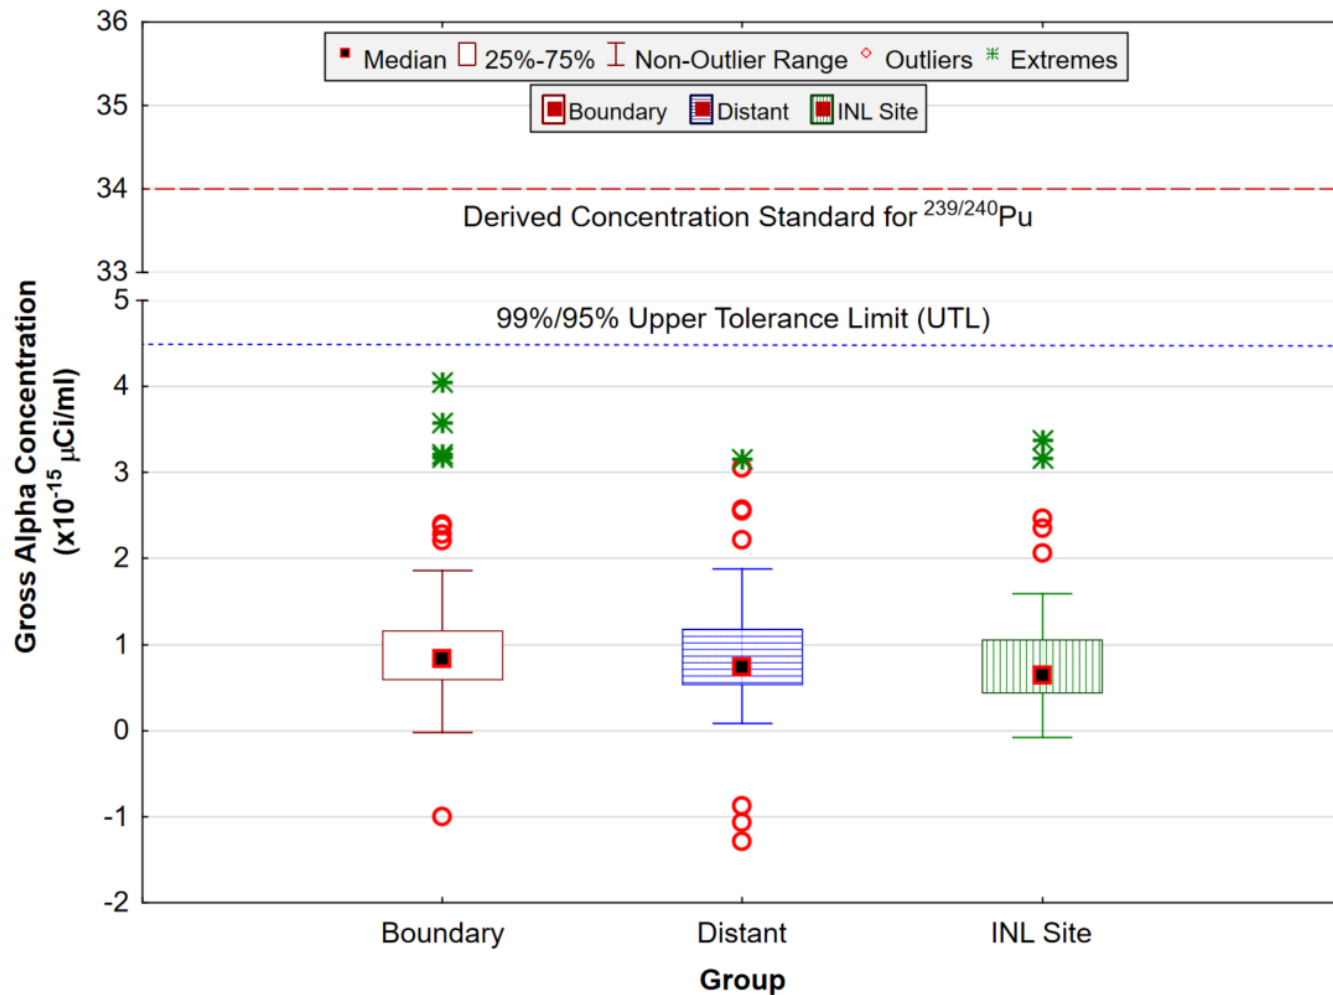 36
Median 25%-75% Non-Outlier Range Outliers Extremes
35
Boundary Distant INL Site
34
Derived Concentration Standard for ²³⁹/²⁴⁰Pu
33
5
99%/95% Upper Tolerance Limit (UTL)
4
3
2
1
0
-1
-2
Gross Alpha Concentration
(x10⁻¹⁵ μCi/ml)
Boundary Distant INL Site
Group